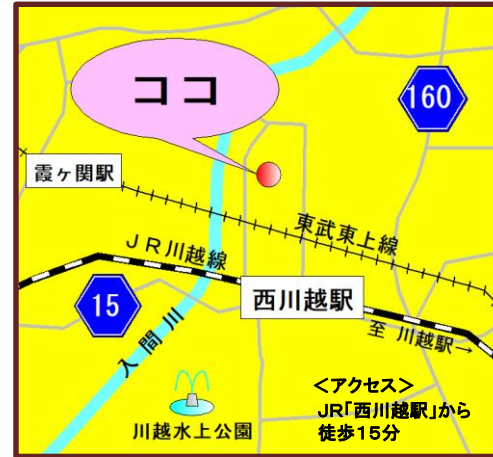 ココ
160
霞ヶ関駅
東武東上線
JR川越線
15
西川越駅
至 川越駅→
入間川
川越水上公園
＜アクセス＞
JR「西川越駅」から
徒歩15分